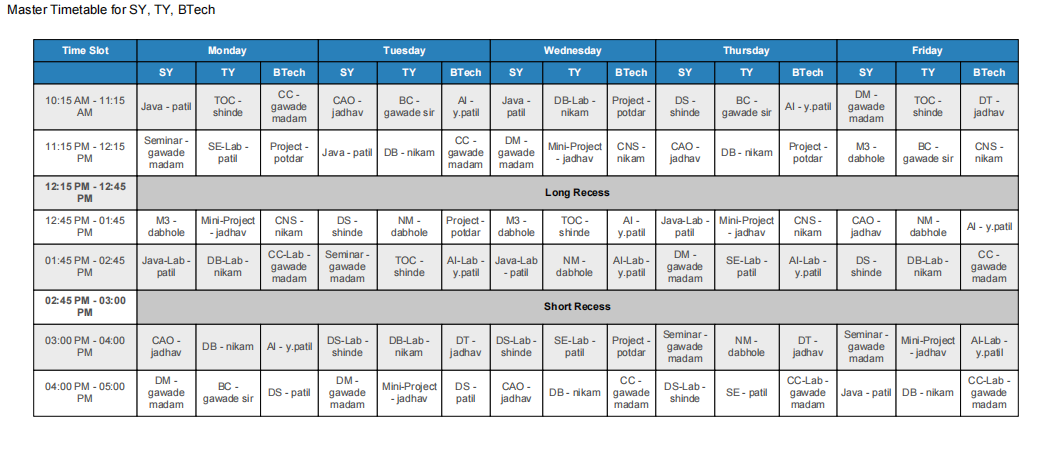 Master Timetable for SY, TY, BTech
Time Slot Monday Tuesday Wednesday Thursday Friday
SY TY BTech SY TY BTech SY TY BTech SY TY BTech SY TY BTech
10:15 AM - 11:15 AM Java - patil TOC - shinde CC - gawade madam CAO - jadhav BC - gawade sir AI - y.patil Java - patil DB-Lab - nikam Project - potdar DS - shinde BC - gawade sir AI - y.patil DM - gawade madam TOC - shinde DT - jadhav
11:15 PM - 12:15 PM Seminar - gawade madam SE-Lab - patil Project - potdar Java - patil DB - nikam CC - gawade madam DM - gawade madam Mini-Project - jadhav CNS - nikam CAO - jadhav DB - nikam Project - potdar M3 - dabhole BC - gawade sir CNS - nikam
12:15 PM - 12:45 PM Long Recess
12:45 PM - 01:45 PM M3 - dabhole Mini-Project - jadhav CNS - nikam DS - shinde NM - dabhole Project - potdar M3 - dabhole TOC - shinde AI - y.patil Java-Lab - patil Mini-Project - jadhav CNS - nikam CAO - jadhav NM - dabhole AI - y.patil
01:45 PM - 02:45 PM Java-Lab - patil DB-Lab - nikam CC-Lab - gawade madam Seminar - gawade madam TOC - shinde AI-Lab - y.patil Java-Lab - patil NM - dabhole AI-Lab - y.patil DM - gawade madam SE-Lab - patil AI-Lab - y.patil DS - shinde DB-Lab - nikam CC - gawade madam
02:45 PM - 03:00 PM Short Recess
03:00 PM - 04:00 PM CAO - jadhav DB - nikam AI - y.patil DS-Lab - shinde DB-Lab - nikam DT - jadhav DS-Lab - shinde SE-Lab - patil Project - potdar Seminar - gawade madam NM - dabhole DT - jadhav Seminar - gawade madam Mini-Project - jadhav AI-Lab - y.patil
04:00 PM - 05:00 PM DM - gawade madam BC - gawade sir DS - patil DM - gawade madam Mini-Project - jadhav DS - patil CAO - jadhav DB - nikam CC - gawade madam DS-Lab - shinde SE - patil CC-Lab - gawade madam Java - patil DB - nikam CC-Lab - gawade madam